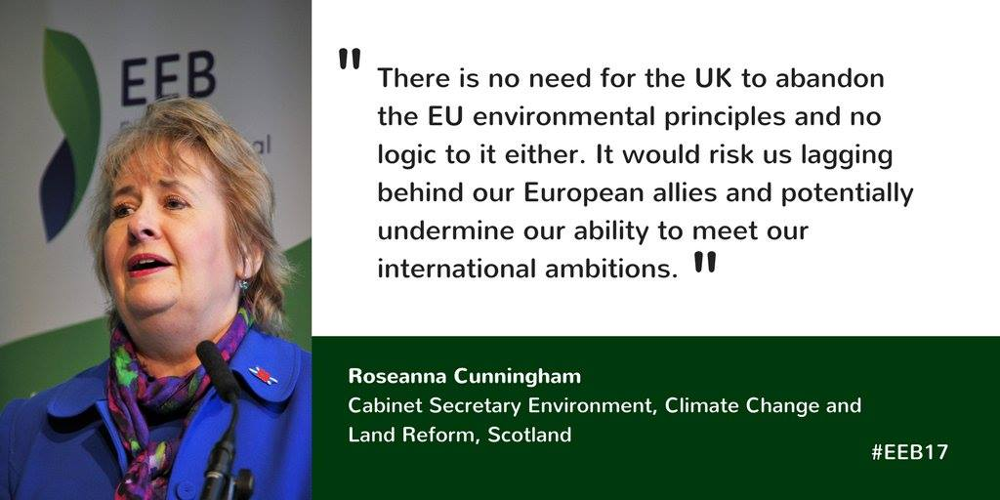 EEB
al
"There is no need for the UK to abandon
the EU environmental principles and no
logic to it either. It would risk us lagging
behind our European allies and potentially
undermine our ability to meet our
international ambitions."
Roseanna Cunningham
Cabinet Secretary Environment, Climate Change and
Land Reform, Scotland
#EEB17